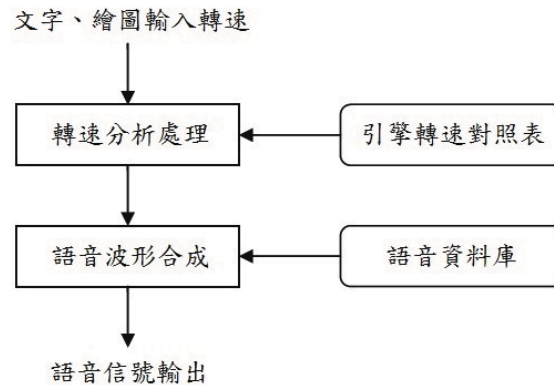 文字、繪圖輸入轉速
轉速分析處理
引擎轉速對照表
語音波形合成
語音資料庫
語音信號輸出